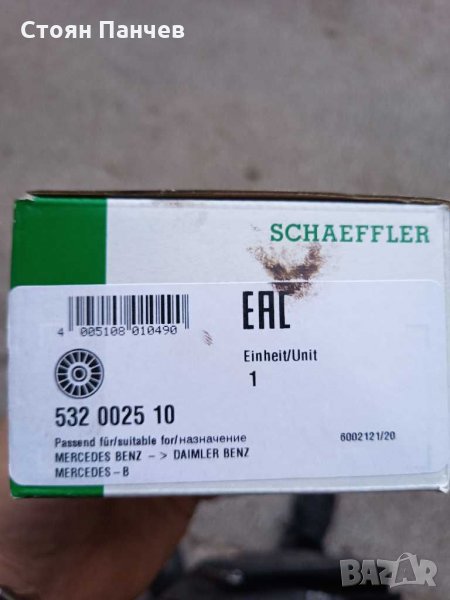 Стоян Панчев
SCHAEFFLER
4 005108 010490
EAC
Einheit/Unit
1
532 0025 10
Passend für/suitable for/назначение
6002121/20
MERCEDES BENZ -> DAIMLER BENZ
MERCEDES-B
BAZAR